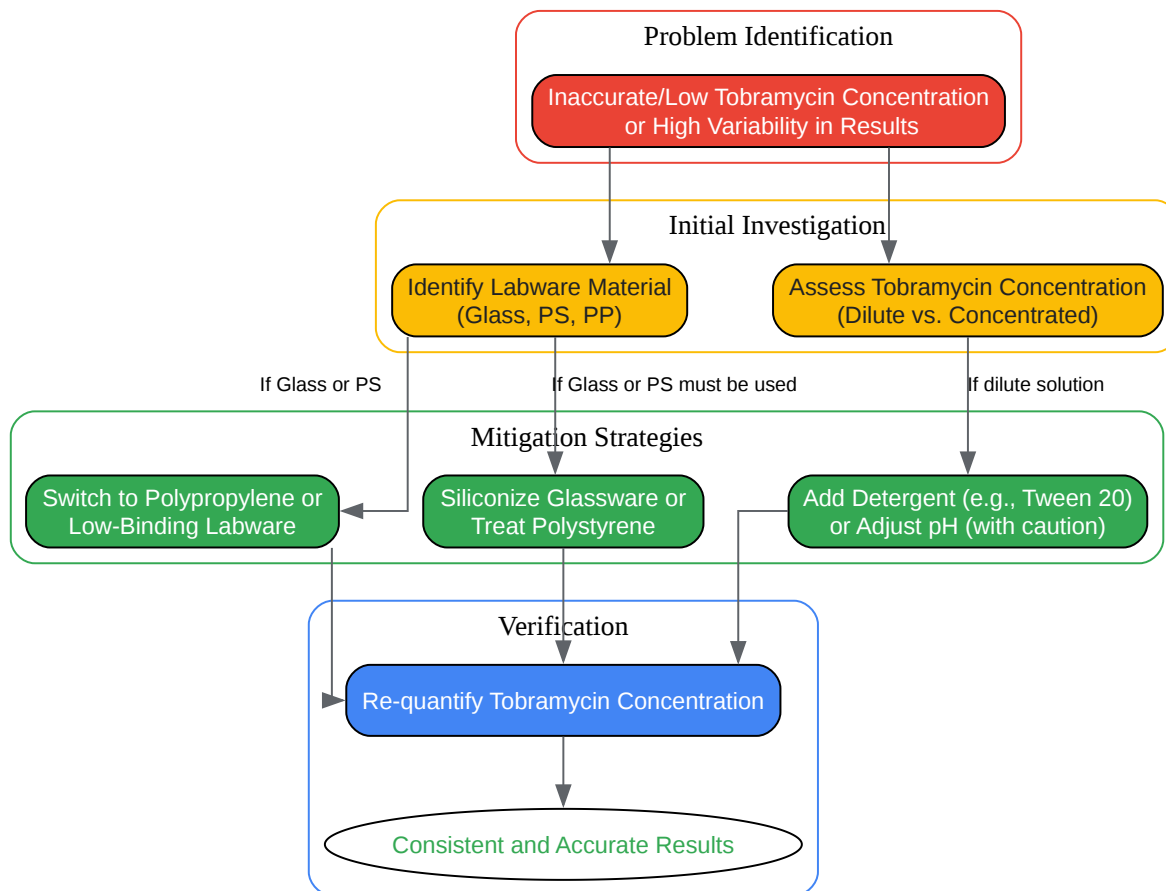 Problem Identification
Inaccurate/Low Tobramycin Concentration
or High Variability in Results
Initial Investigation
Identify Labware Material
(Glass, PS, PP)
Assess Tobramycin Concentration
(Dilute vs. Concentrated)
If Glass or PS
If Glass or PS must be used
If dilute solution
Mitigation Strategies
Switch to Polypropylene or
Low-Binding Labware
Siliconize Glassware or
Treat Polystyrene
Add Detergent (e.g., Tween 20)
or Adjust pH (with caution)
Verification
Re-quantify Tobramycin Concentration
Consistent and Accurate Results